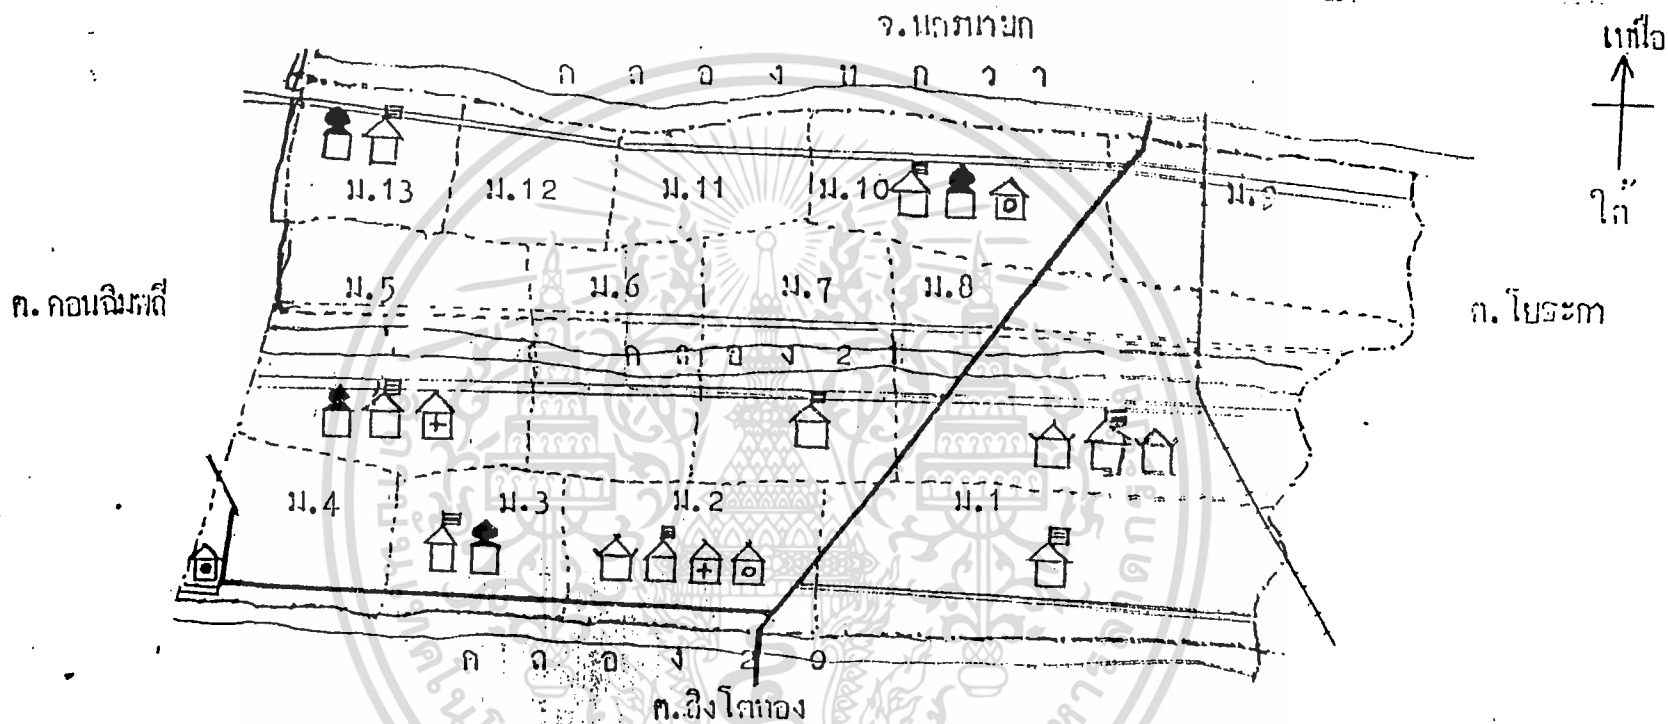 จ.นครนายก
เหนือ
ค ล อ ง บ ก ว า
ม.13
ม.12
ม.11
ม.10
ม.9
ใต้
ม.5
ม.6
ม.7
ม.8
ต.ดอนฉิมพลี
ต.โยธะกา
ค ล อ ง 2 1
ม.4
ม.3
ม.2
ม.1
ค ล อ ง 2 0
ต.สิงโตทอง